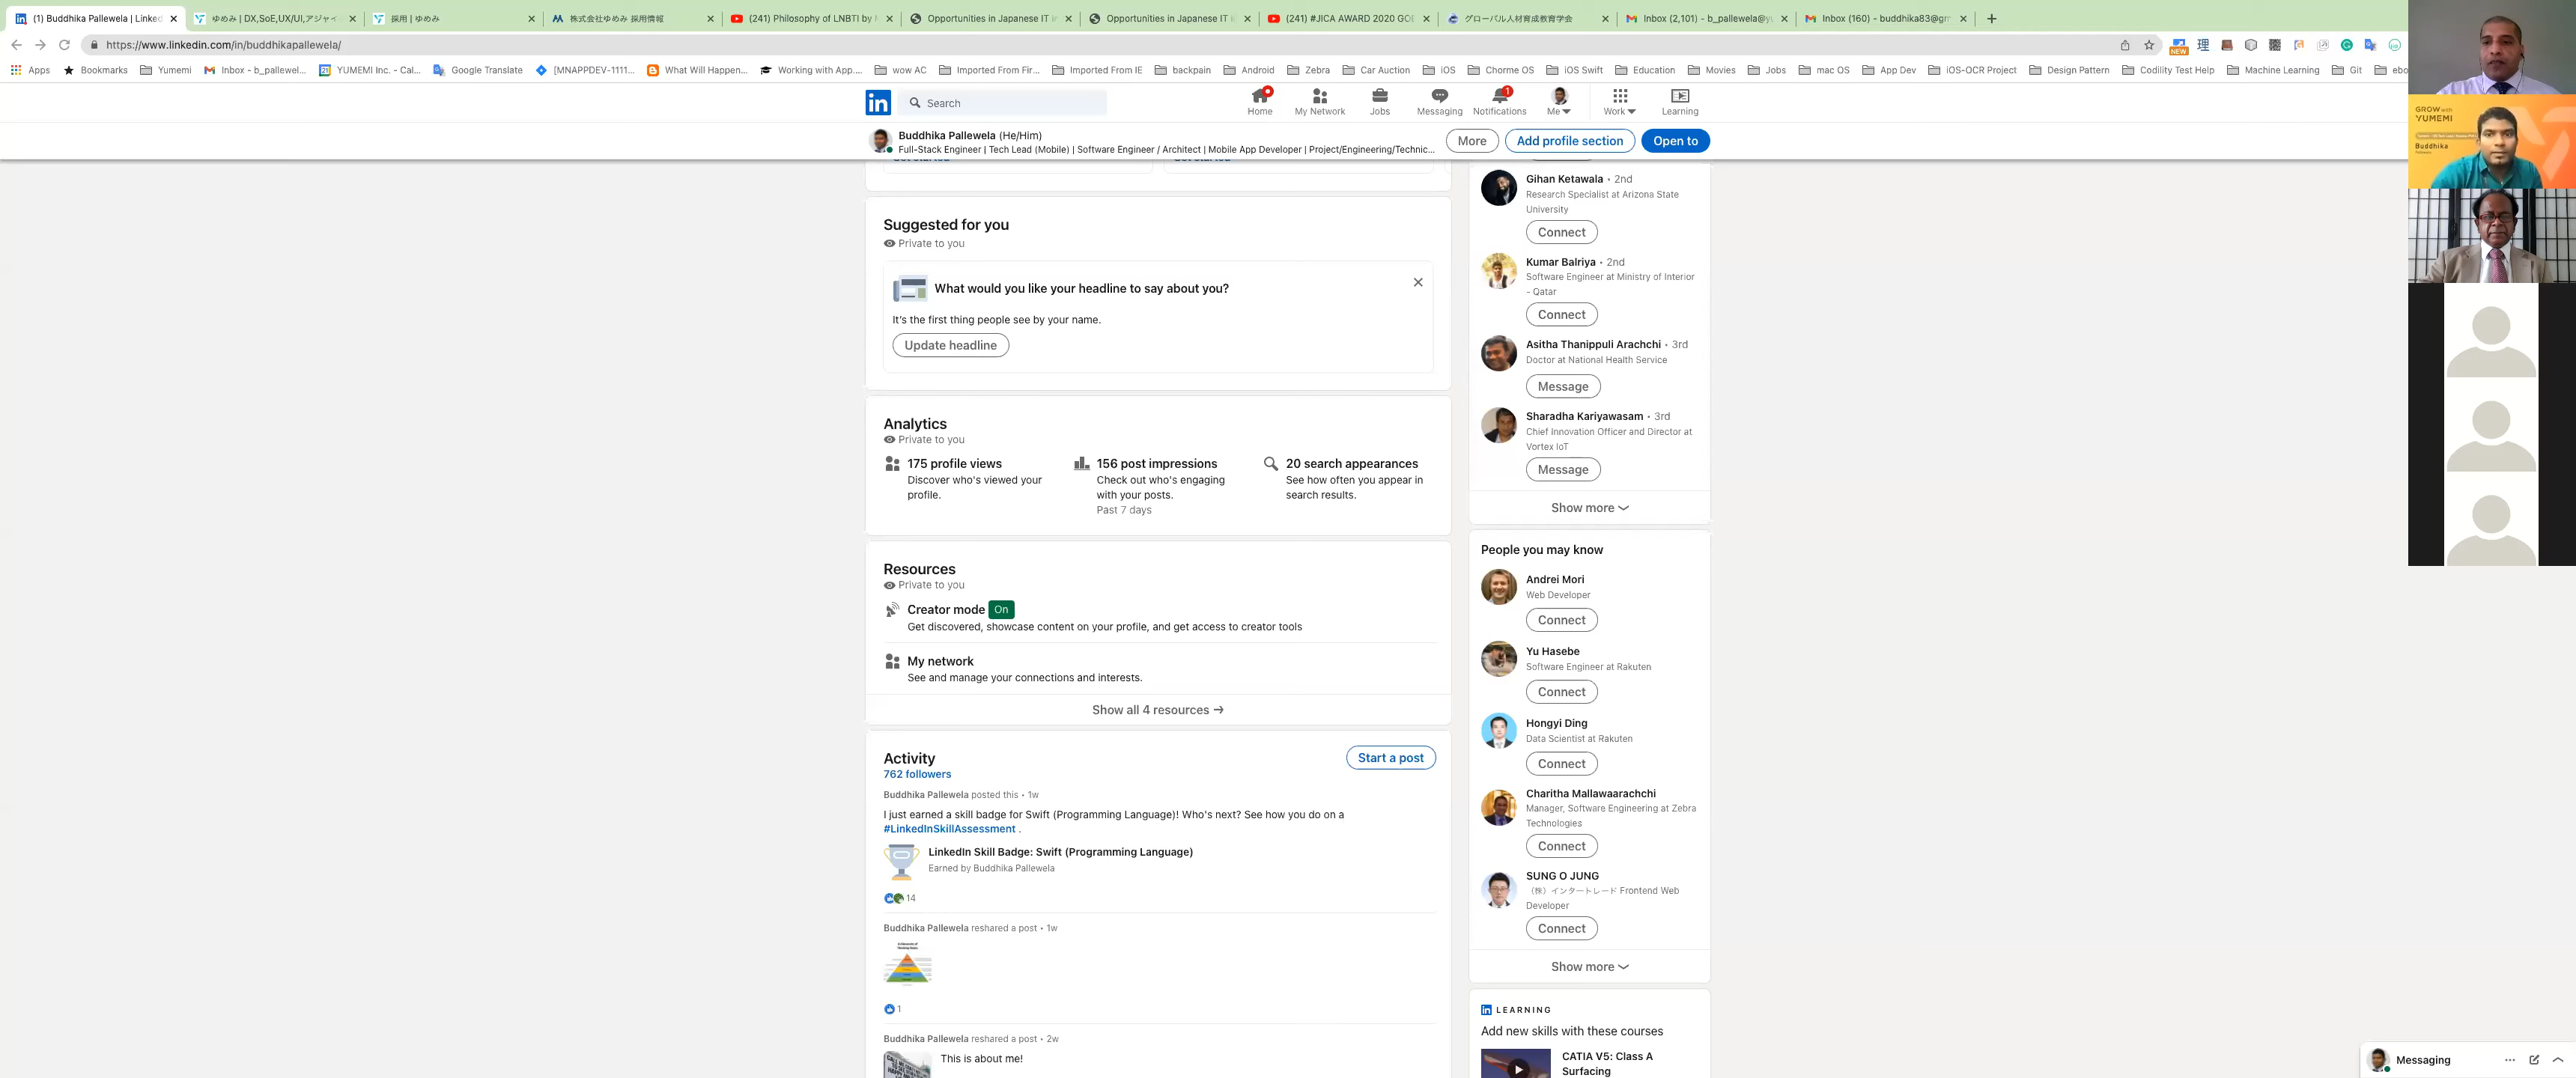 (1) Buddhika Pallewela | Linked
ゆめみ | DX,SoE,UX/UI,アジャイ
採用 | ゆめみ
株式会社ゆめみ 採用情報
(241) Philosophy of LNBTI by
Opportunities in Japanese IT in
Opportunities in Japanese IT
(241) #JICA AWARD 2020 GO
グローバル人材育成教育学会
Inbox (2,101) - b_pallewela@yu
Inbox (160) - buddhika83@gm
https://www.linkedin.com/in/buddhikapallewela/
NEW
Apps
Bookmarks
Yumemi
Inbox - b_pallewel...
YUMEMI Inc. - Cal...
Google Translate
[MNAPPDEV-1111...
What Will Happen...
Working with App....
wow AC
Imported From Fir...
Imported From IE
backpain
Android
Zebra
Car Auction
iOS
Chorme OS
iOS Swift
Education
Movies
Jobs
mac OS
App Dev
iOS-OCR Project
Design Pattern
Codility Test Help
Machine Learning
Git
ebo
in
Search
Home
My Network
Jobs
Messaging
1
Notifications
Me
Work
Learning
Buddhika Pallewela (He/Him)
Full-Stack Engineer | Tech Lead (Mobile) | Software Engineer / Architect | Mobile App Developer | Project/Engineering/Technic...
More
Add profile section
Open to
Suggested for you
Private to you
What would you like your headline to say about you?
It's the first thing people see by your name.
Update headline
Analytics
Private to you
175 profile views
Discover who's viewed your
profile.
156 post impressions
Check out who's engaging
with your posts.
Past 7 days
20 search appearances
See how often you appear in
search results.
Resources
Private to you
Creator mode On
Get discovered, showcase content on your profile, and get access to creator tools
My network
See and manage your connections and interests.
Show all 4 resources →
Activity
762 followers
Start a post
Buddhika Pallewela posted this • 1w
I just earned a skill badge for Swift (Programming Language)! Who's next? See how you do on a
#LinkedInSkillAssessment .
LinkedIn Skill Badge: Swift (Programming Language)
Earned by Buddhika Pallewela
14
Buddhika Pallewela reshared a post • 1w
1
Buddhika Pallewela reshared a post • 2w
This is about me!
Gihan Ketawala • 2nd
Research Specialist at Arizona State
University
Connect
Kumar Balriya • 2nd
Software Engineer at Ministry of Interior
- Qatar
Connect
Asitha Thanippuli Arachchi • 3rd
Doctor at National Health Service
Message
Sharadha Kariyawasam • 3rd
Chief Innovation Officer and Director at
Vortex IoT
Message
Show more
People you may know
Andrei Mori
Web Developer
Connect
Yu Hasebe
Software Engineer at Rakuten
Connect
Hongyi Ding
Data Scientist at Rakuten
Connect
Charitha Mallawaarachchi
Manager, Software Engineering at Zebra
Technologies
Connect
SUNG O JUNG
（株）インタートレード Frontend Web
Developer
Connect
Show more
in LEARNING
Add new skills with these courses
CATIA V5: Class A
Surfacing
GROW with
YUMEMI
Buddhika
Messaging